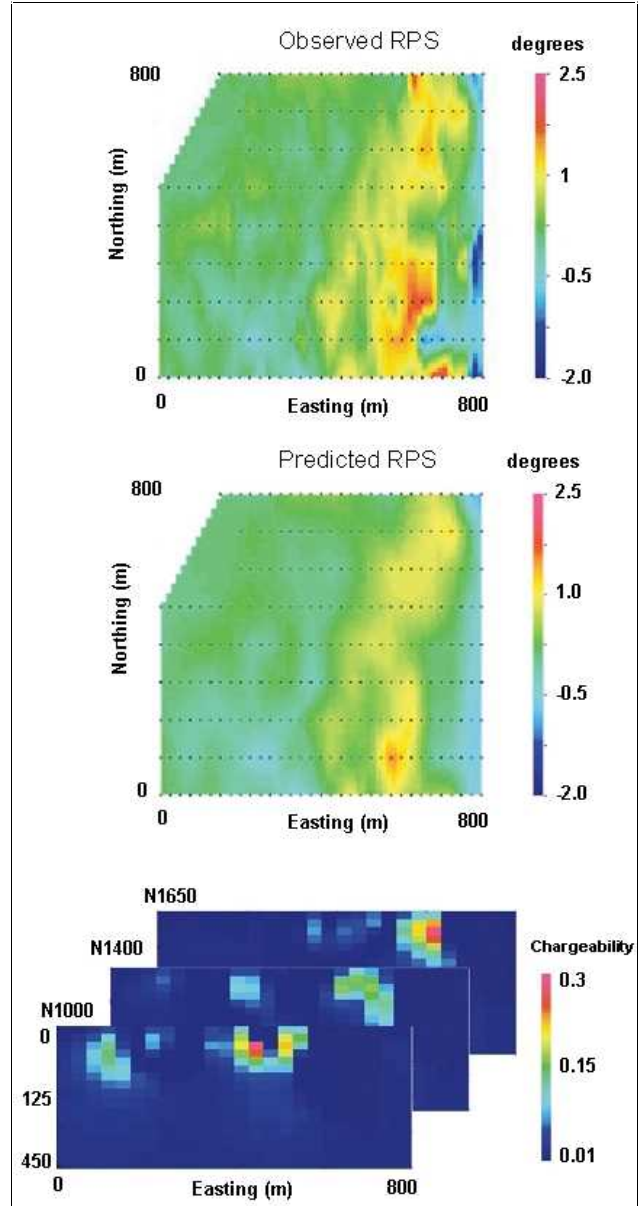 Observed RPS
degrees
800
2.5
Northing (m)
1
-0.5
0
-2.0
0
Easting (m)
800
Predicted RPS
degrees
800
2.5
Northing (m)
1.0
-0.5
0
-2.0
0
Easting (m)
800
N1650
N1400
N1000
Chargeability
0.3
0
0.15
125
450
0.01
0
Easting (m)
800